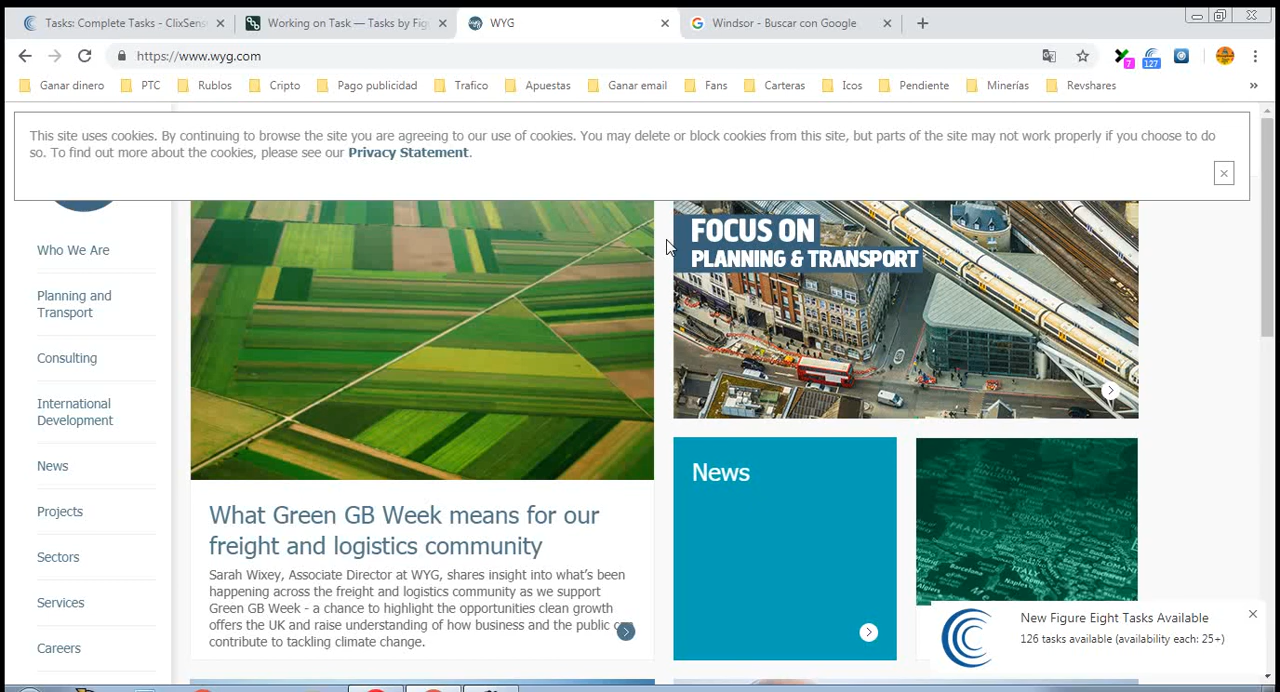 Tasks: Complete Tasks - ClixSens
Working on Task — Tasks by Fig
WYG
Windsor - Buscar con Google
https://www.wyg.com
7
127
Ganar dinero
PTC
Rublos
Cripto
Pago publicidad
Trafico
Apuestas
Ganar email
Fans
Carteras
Icos
Pendiente
Minerías
Revshares
This site uses cookies. By continuing to browse the site you are agreeing to our use of cookies. You may delete or block cookies from this site, but parts of the site may not work properly if you choose to do
so. To find out more about the cookies, please see our Privacy Statement.
Who We Are
Planning and
Transport
Consulting
International
Development
News
Projects
Sectors
Services
Careers
What Green GB Week means for our
freight and logistics community
Sarah Wixey, Associate Director at WYG, shares insight into what's been
happening across the freight and logistics community as we support
Green GB Week - a chance to highlight the opportunities clean growth
offers the UK and raise understanding of how business and the public
contribute to tackling climate change.
FOCUS ON
PLANNING & TRANSPORT
News
FRANCE
GERMANY
POLAND
ITALY
Barcelona
New Figure Eight Tasks Available
126 tasks available (availability each: 25+)